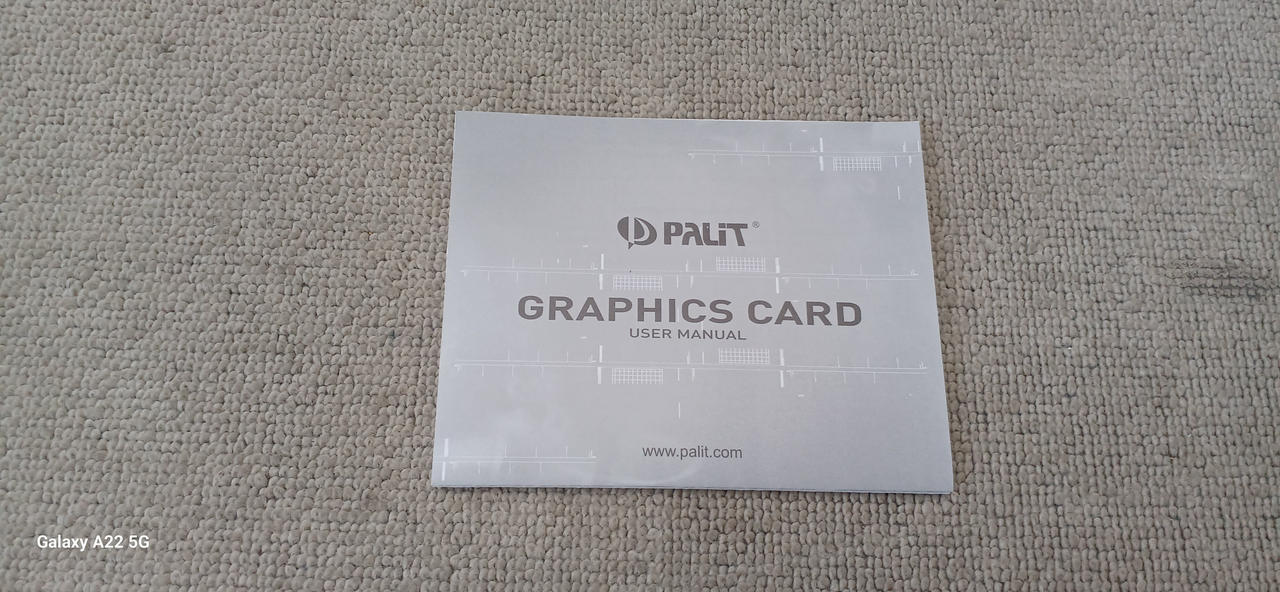 PALiT®
GRAPHICS CARD
USER MANUAL
www.palit.com
Galaxy A22 5G